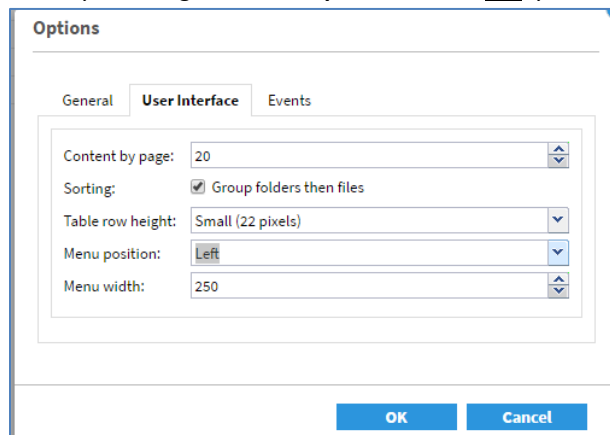 Options
General User Interface Events
Content by page: 20
Sorting: Group folders then files
Table row height: Small (22 pixels)
Menu position: Left
Menu width: 250
OK Cancel